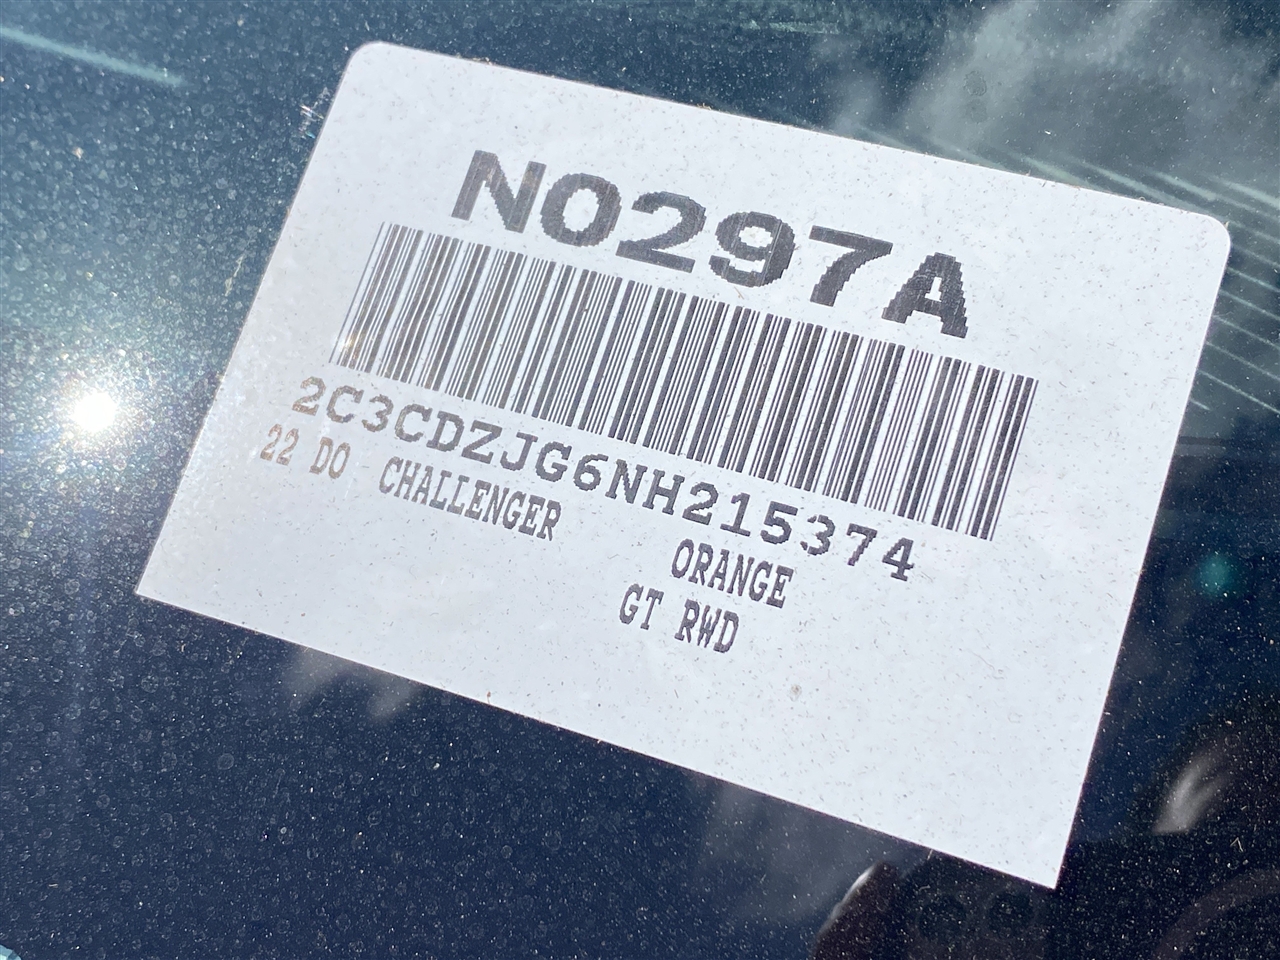 N0297A
2C3CDZJG6NH215374
22 DO CHALLENGER
ORANGE
GT RWD